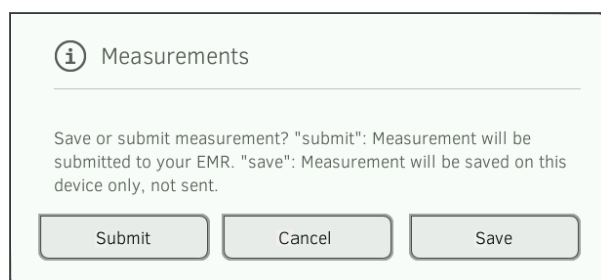 Measurements
Save or submit measurement? "submit": Measurement will be
submitted to your EMR. "save": Measurement will be saved on this
device only, not sent.
Submit Cancel Save